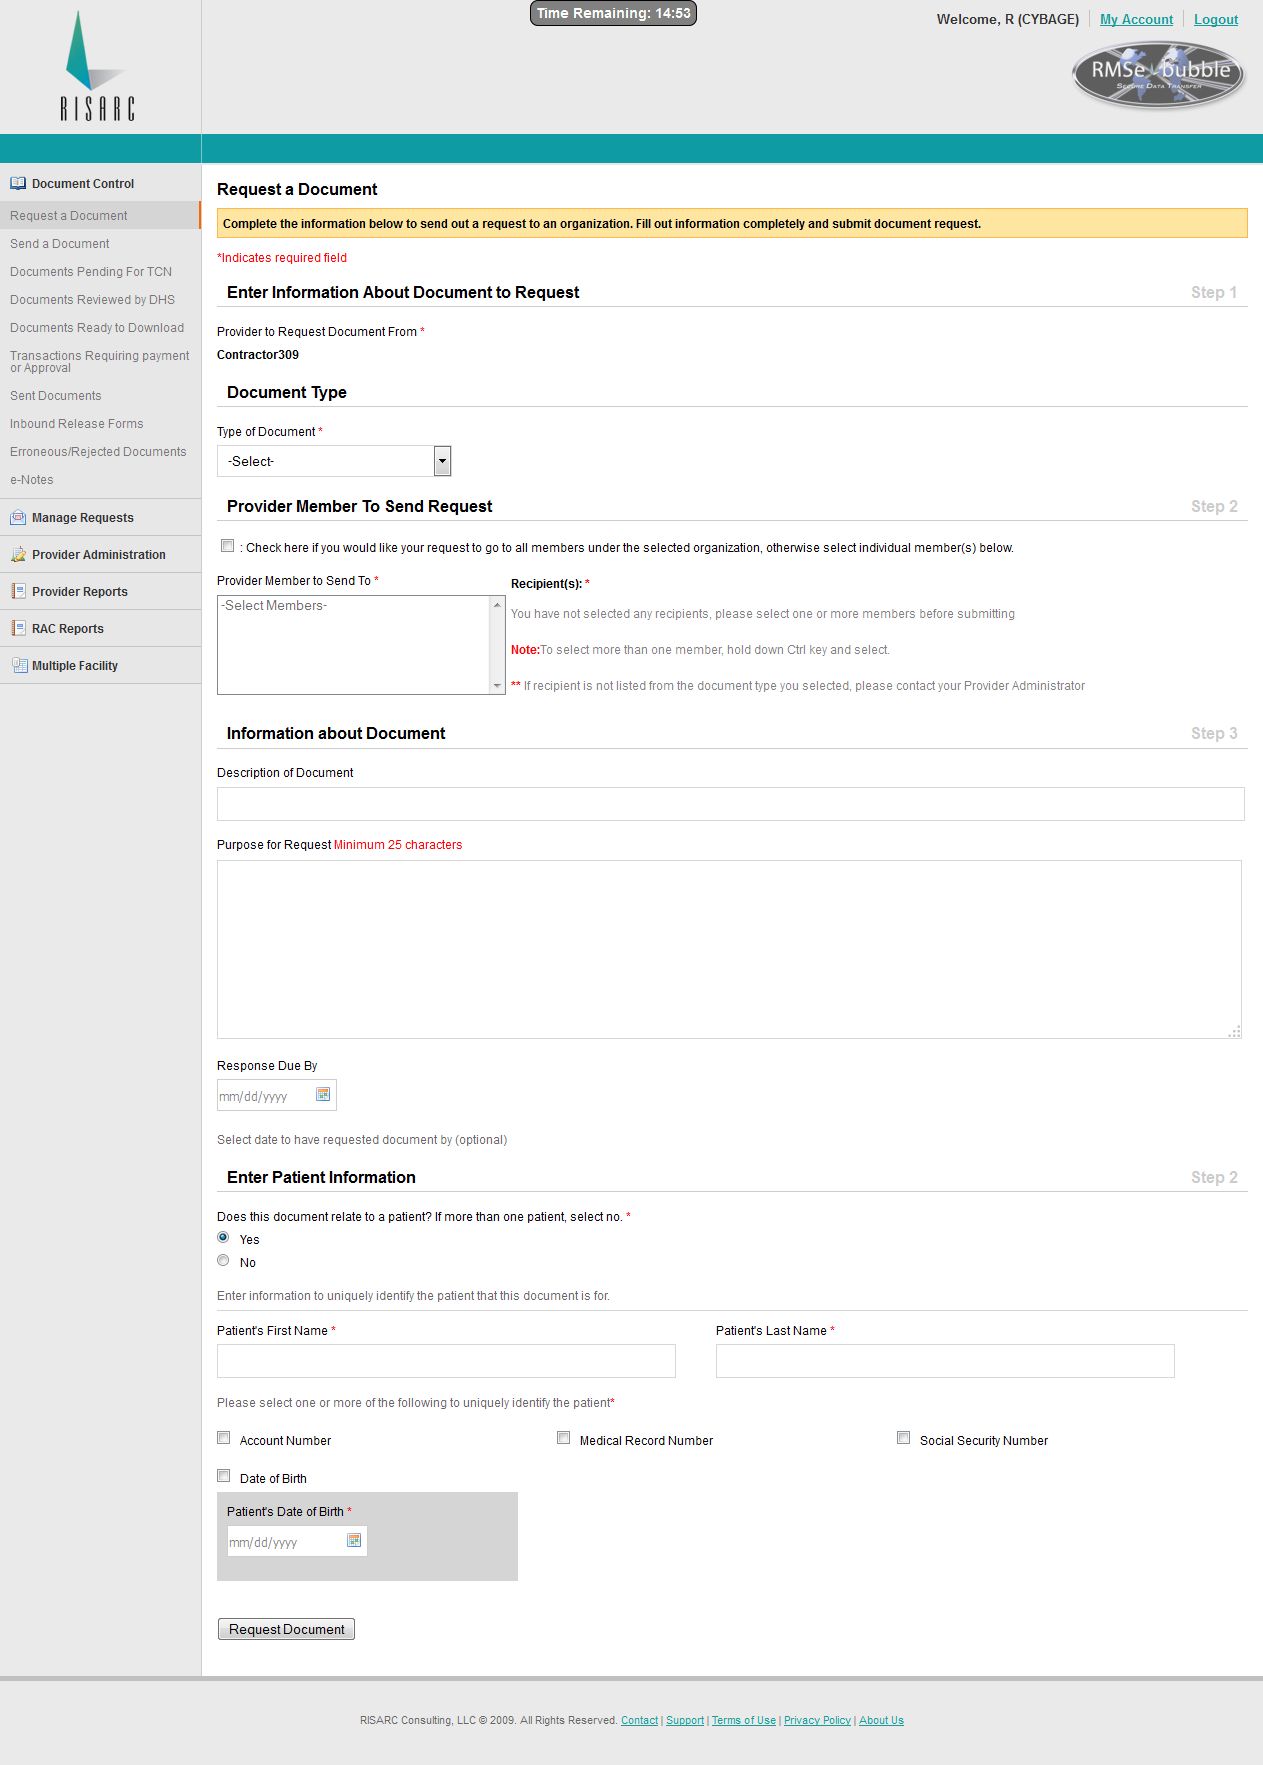 Time Remaining: 14:53
Welcome, R (CYBAGE)
My Account
Logout
RISARC
RMSe bubble
Secure Data Transfer
Document Control
Request a Document
Send a Document
Documents Pending For TCN
Documents Reviewed by DHS
Documents Ready to Download
Transactions Requiring payment
or Approval
Sent Documents
Inbound Release Forms
Erroneous/Rejected Documents
e-Notes
Manage Requests
Provider Administration
Provider Reports
RAC Reports
Multiple Facility
Request a Document
Complete the information below to send out a request to an organization. Fill out information completely and submit document request.
*Indicates required field
Enter Information About Document to Request
Step 1
Provider to Request Document From *
Contractor309
Document Type
Type of Document *
-Select-
Provider Member To Send Request
Step 2
: Check here if you would like your request to go to all members under the selected organization, otherwise select individual member(s) below.
Provider Member to Send To *
-Select Members-
Recipient(s): *
You have not selected any recipients, please select one or more members before submitting
Note:To select more than one member, hold down Ctrl key and select.
** If recipient is not listed from the document type you selected, please contact your Provider Administrator
Information about Document
Step 3
Description of Document
Purpose for Request Minimum 25 characters
Response Due By
mm/dd/yyyy
Select date to have requested document by (optional)
Enter Patient Information
Step 2
Does this document relate to a patient? If more than one patient, select no. *
Yes
No
Enter information to uniquely identify the patient that this document is for.
Patient's First Name *
Patient's Last Name *
Please select one or more of the following to uniquely identify the patient*
Account Number
Medical Record Number
Social Security Number
Date of Birth
Patient's Date of Birth *
mm/dd/yyyy
Request Document
RISARC Consulting, LLC © 2009. All Rights Reserved. Contact | Support | Terms of Use | Privacy Policy | About Us